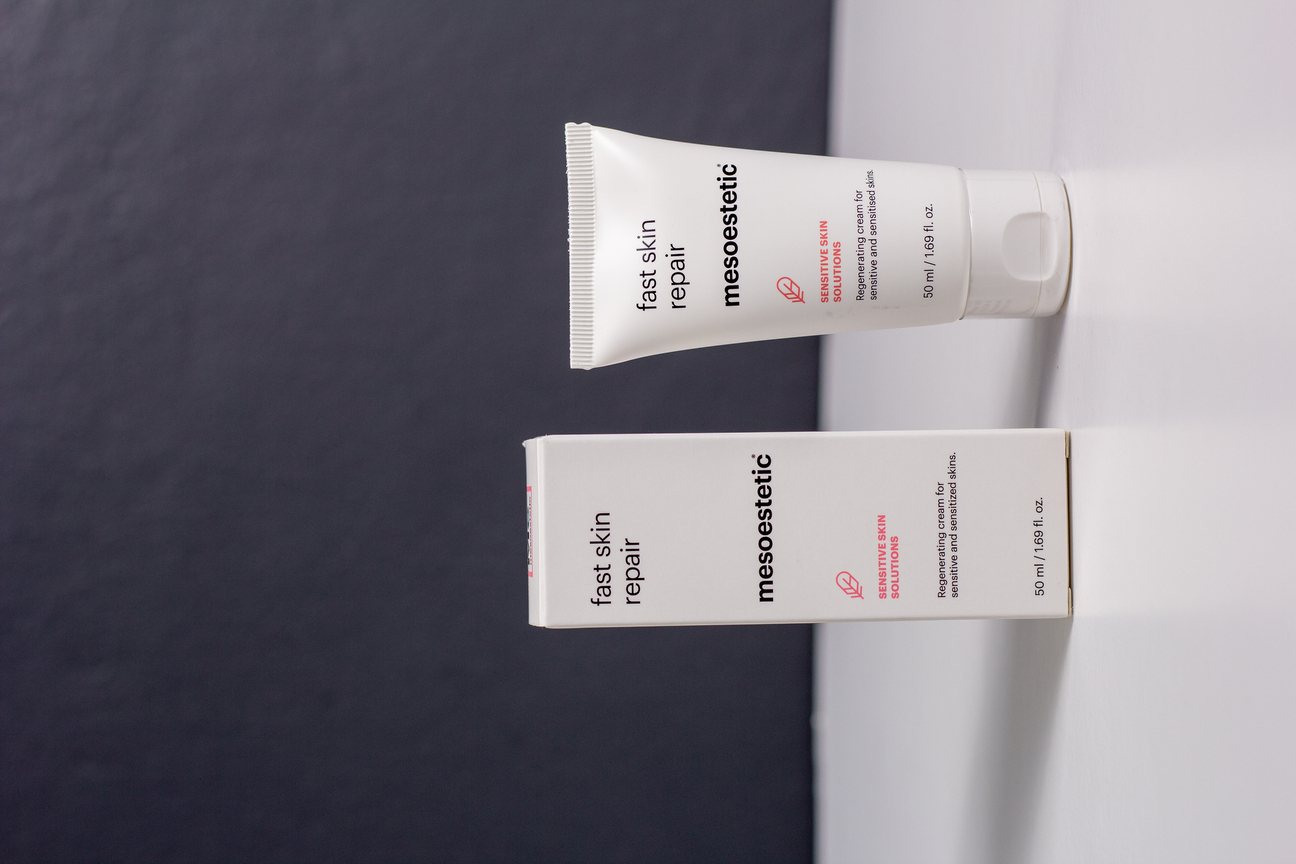 fast skin
repair
mesoestetic®
SENSITIVE SKIN
SOLUTIONS
Regenerating cream for
sensitive and sensitized skins.
50 ml / 1.69 fl. oz.
fast skin
repair
mesoestetic®
SENSITIVE SKIN
SOLUTIONS
Regenerating cream for
sensitive and sensitised skins.
50 ml / 1.69 fl. oz.